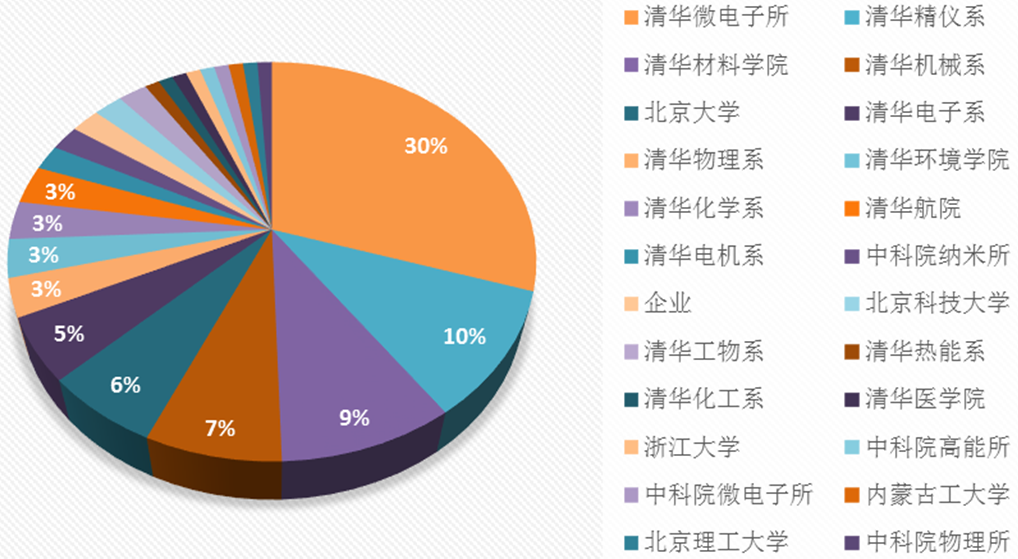 30%
10%
9%
7%
6%
5%
3%
3%
3%
3%
清华微电子所 清华精仪系
清华材料学院 清华机械系
北京大学 清华电子系
清华物理系 清华环境学院
清华化学系 清华航院
清华电机系 中科院纳米所
企业 北京科技大学
清华工物系 清华热能系
清华化工系 清华医学院
浙江大学 中科院高能所
中科院微电子所 内蒙古工大学
北京理工大学 中科院物理所